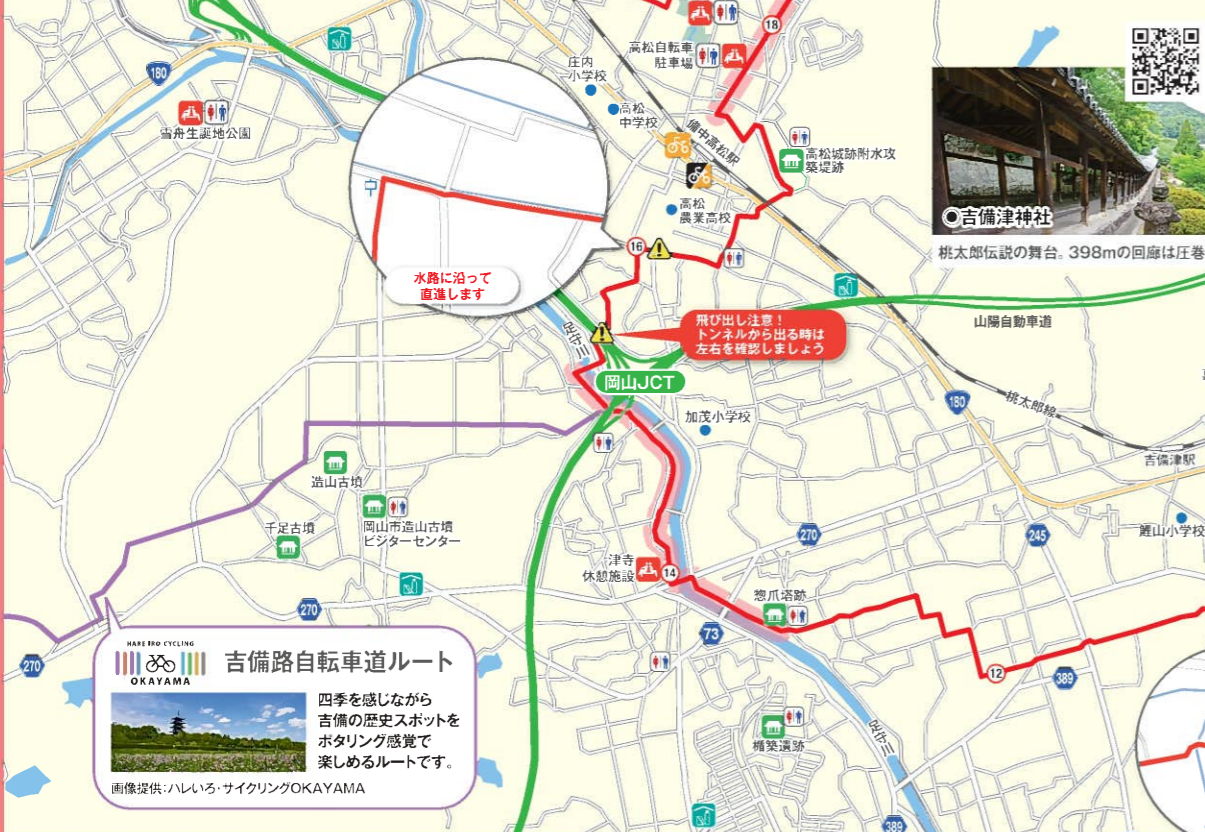 18
高松自転車
駐車場
庄内
小学校
高松
中学校
180
雪舟生誕地公園
備中高松駅
高松城跡附水攻
築堤跡
高松
農業高校
吉備津神社
桃太郎伝説の舞台。398mの回廊は圧巻
16
水路に沿って
直進します
足守川
飛び出し注意!
トンネルから出る時は
左右を確認しましょう
山陽自動車道
岡山JCT
加茂小学校
180
桃太郎線
吉備津駅
造山古墳
千足古墳
岡山市造山古墳
ビジターセンター
270
245
鯉山小学校
津寺
休憩施設
14
惣爪塔跡
270
73
270
12
389
HARE IRO CYCLING
OKAYAMA
吉備路自転車道ルート
四季を感じながら
吉備の歴史スポットを
ポタリング感覚で
楽しめるルートです。
画像提供:ハレいろ・サイクリングOKAYAMA
楯築遺跡
足守川
389